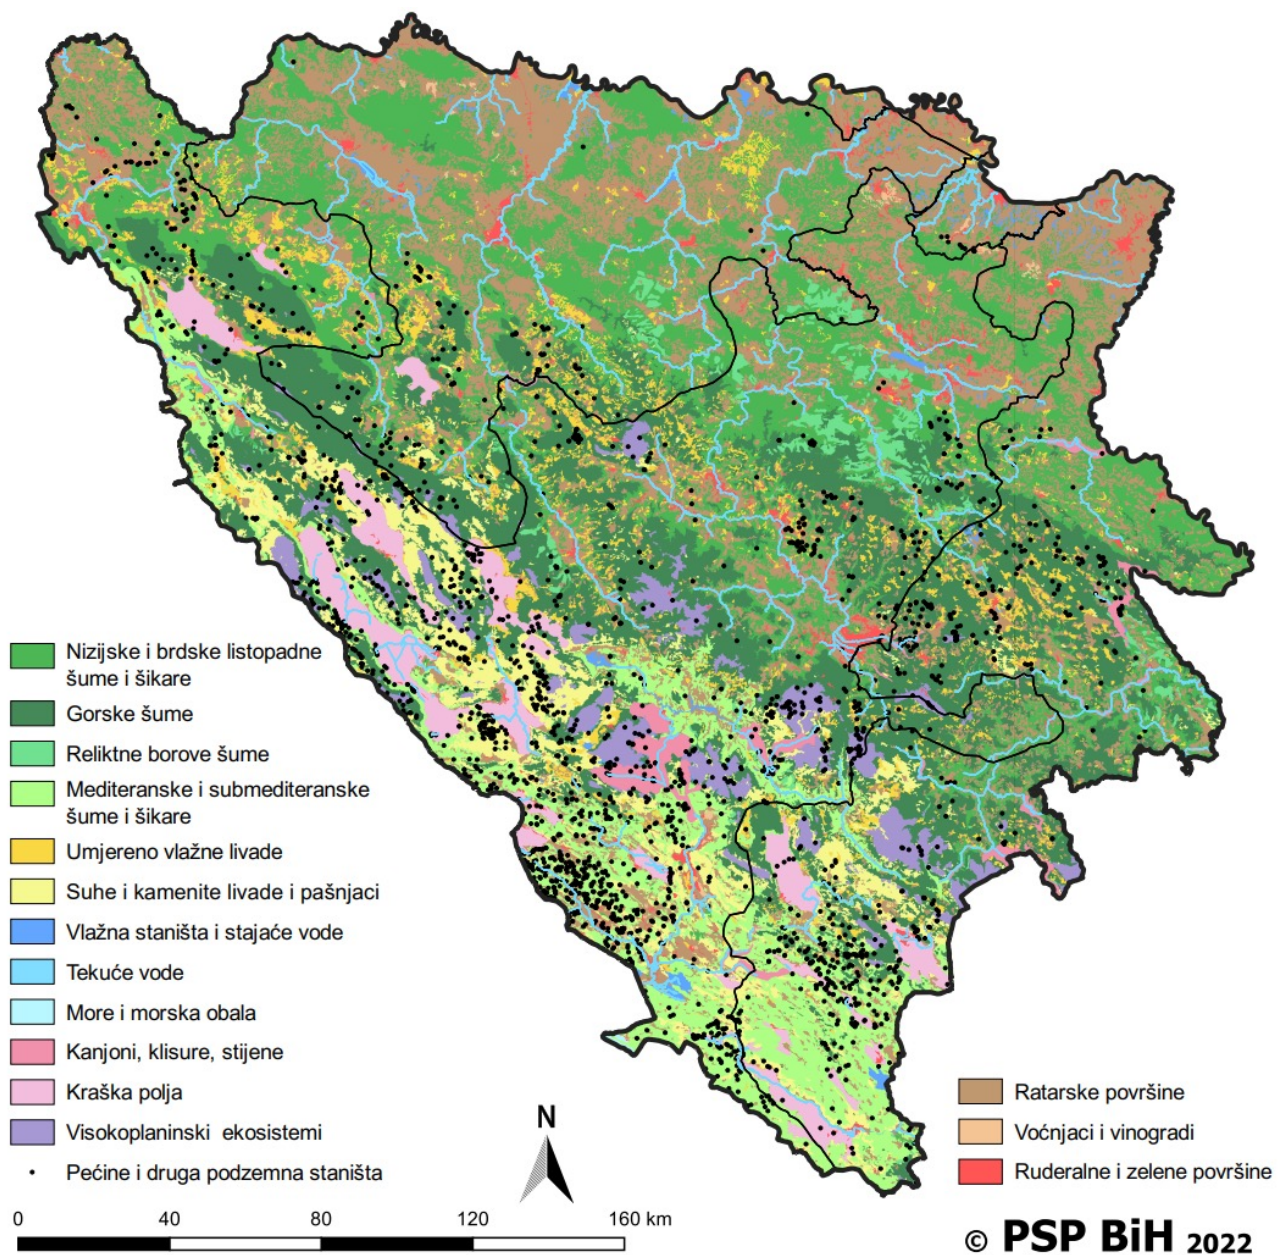 Nizijske i brdske listopadne
šume i šikare
Gorske šume
Reliktne borove šume
Mediteranske i submediteranske
šume i šikare
Umjereno vlažne livade
Suhe i kamenite livade i pašnjaci
Vlažna staništa i stajaće vode
Tekuće vode
More i morska obala
Kanjoni, klisure, stijene
Kraška polja
Visokoplaninski ekosistemi
Pećine i druga podzemna staništa
0 40 80 120 160 km
N
Ratarske površine
Voćnjaci i vinogradi
Ruderalne i zelene površine
© PSP BiH 2022